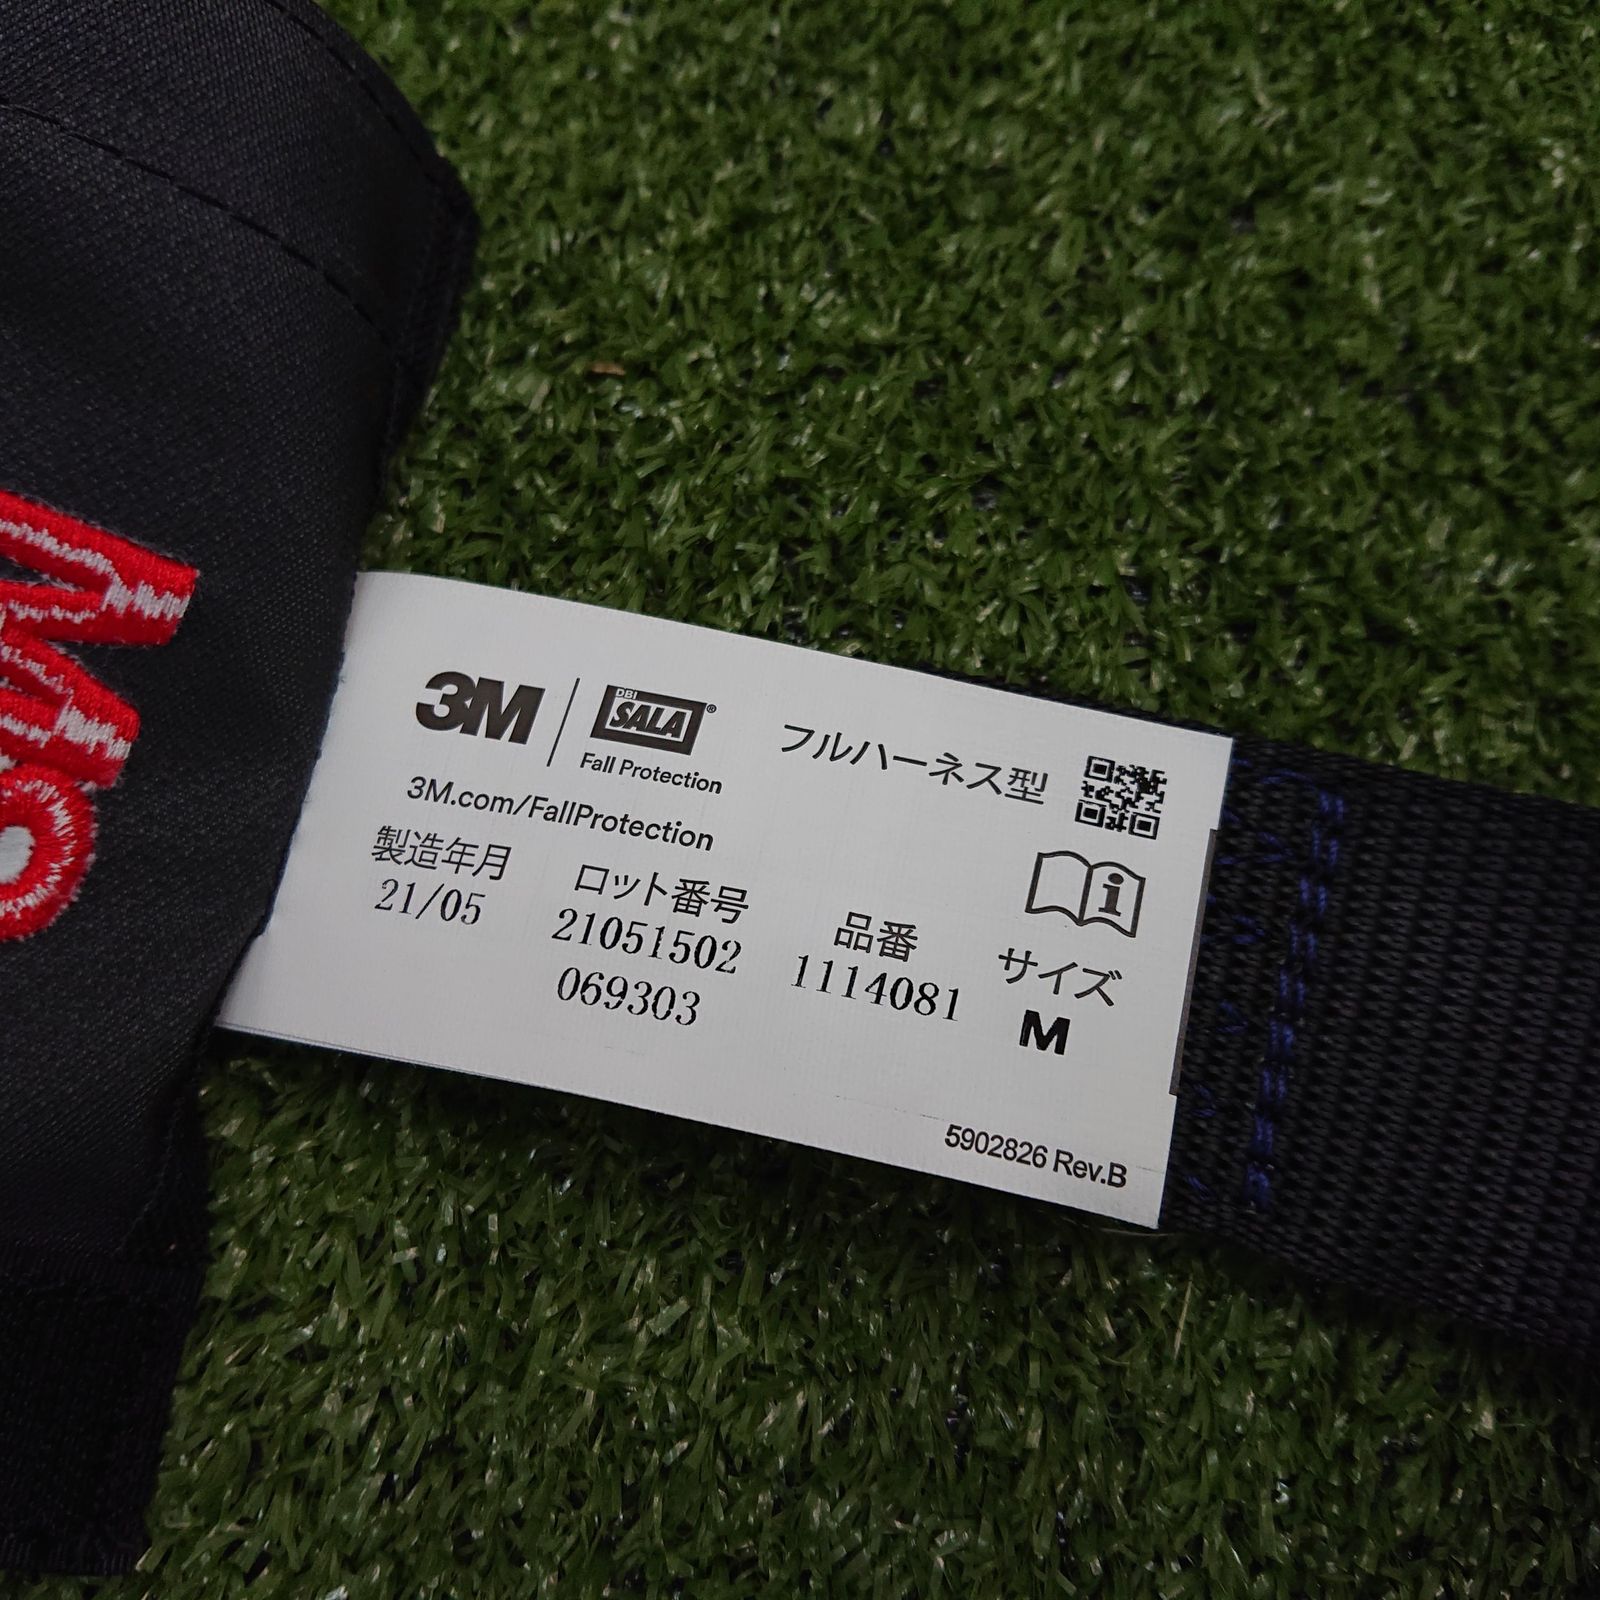 3M
DBI
SALA®
Fall Protection
フルハーネス型
3M.com/FallProtection
製造年月
21/05
ロット番号
21051502
069303
品番
1114081
サイズ
M
5902826 Rev.B